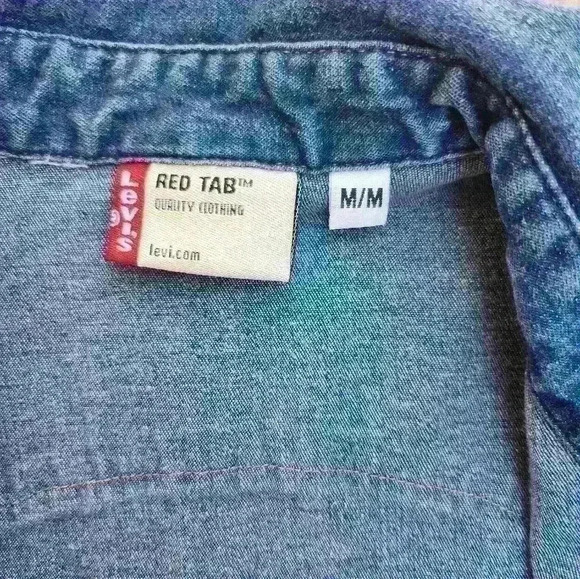 Levi's
RED TAB™
QUALITY CLOTHING
levi.com
M/M